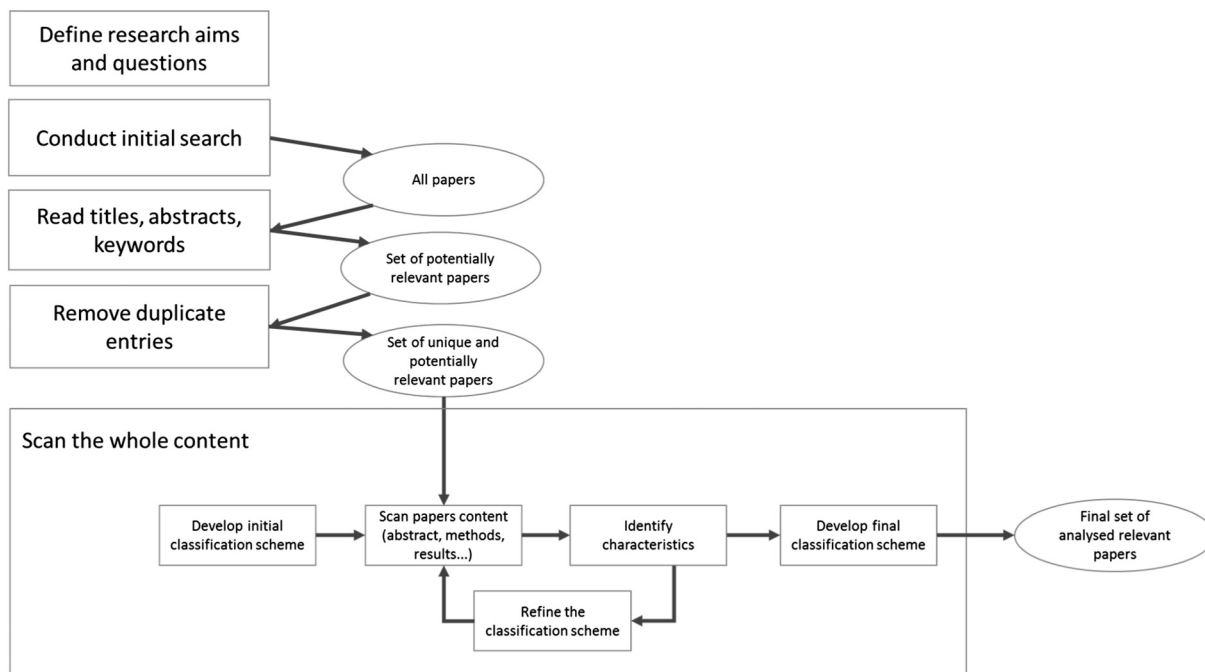 Define research aims
and questions
Conduct initial search
All papers
Read titles, abstracts,
keywords
Set of potentially
relevant papers
Remove duplicate
entries
Set of unique and
potentially
relevant papers
Scan the whole content
Develop initial
classification scheme
Scan papers content
(abstract, methods,
results...)
Identify
characteristics
Develop final
classification scheme
Final set of
analysed relevant
papers
Refine the
classification scheme